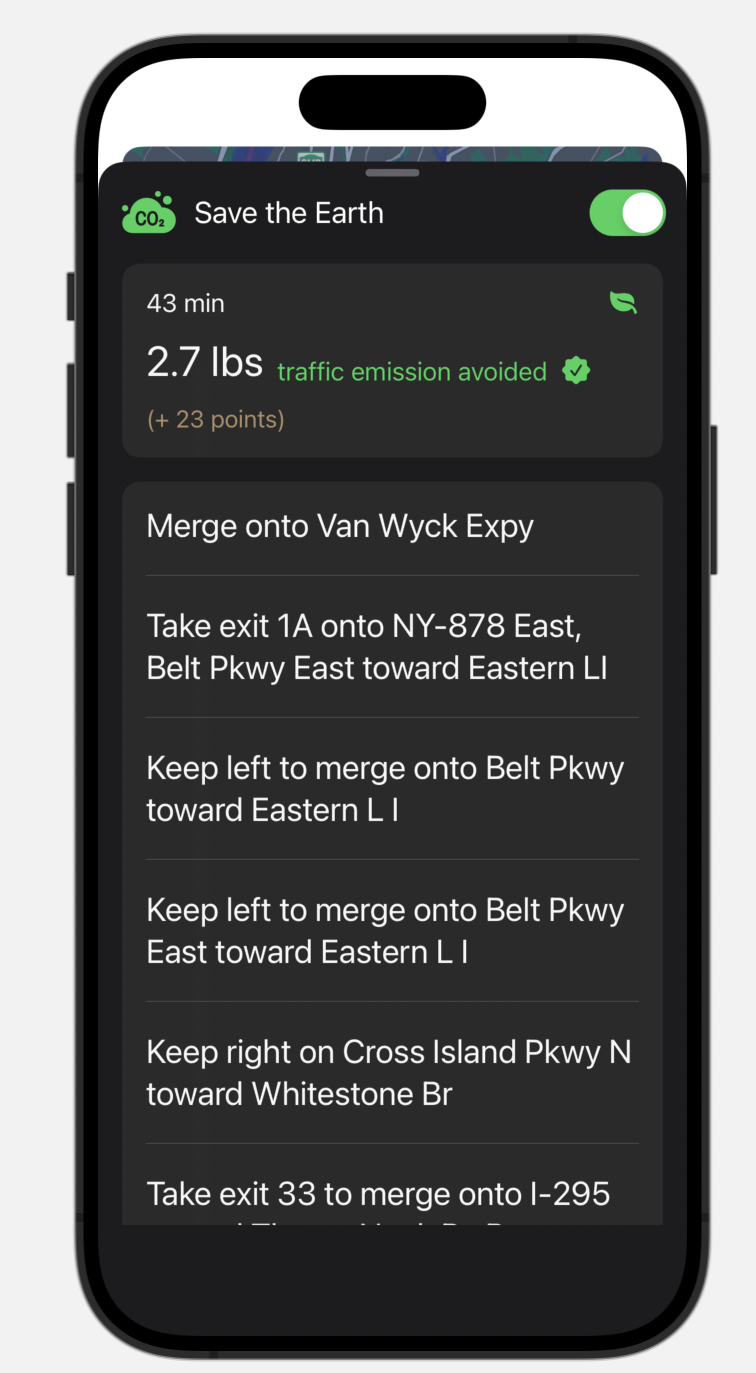 CO₂
Save the Earth
43 min
2.7 lbs traffic emission avoided
(+ 23 points)
Merge onto Van Wyck Expy
Take exit 1A onto NY-878 East,
Belt Pkwy East toward Eastern LI
Keep left to merge onto Belt Pkwy
toward Eastern L I
Keep left to merge onto Belt Pkwy
East toward Eastern L I
Keep right on Cross Island Pkwy N
toward Whitestone Br
Take exit 33 to merge onto I-295